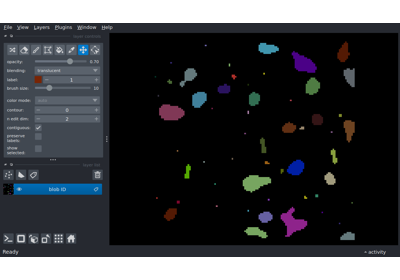 File View Layers Plugins Window Help
opacity: 0.70
blending: translucent
label: 1
brush size: 10
color mode:
contour: 0
n edit dim: 2
contiguous:
preserve
labels:
show
selected:
blob ID
Ready
activity